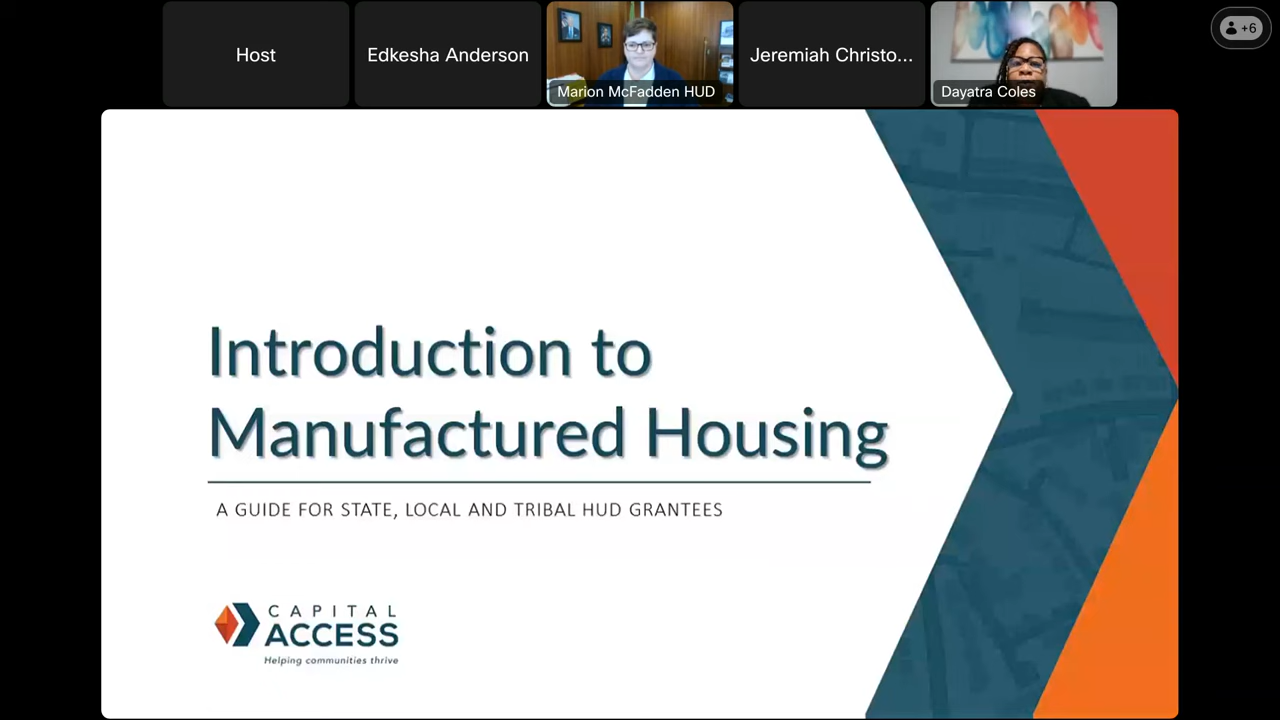 Host
Edkesha Anderson
Marion McFadden HUD
Jeremiah Christo...
Dayatra Coles
+6
Introduction to
Manufactured Housing
A GUIDE FOR STATE, LOCAL AND TRIBAL HUD GRANTEES
CAPITAL
ACCESS
Helping communities thrive